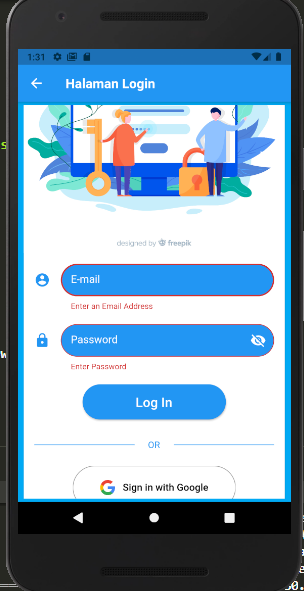 1:31
Halaman Login
designed by freepik
E-mail
Enter an Email Address
Password
Enter Password
Log In
OR
Sign in with Google